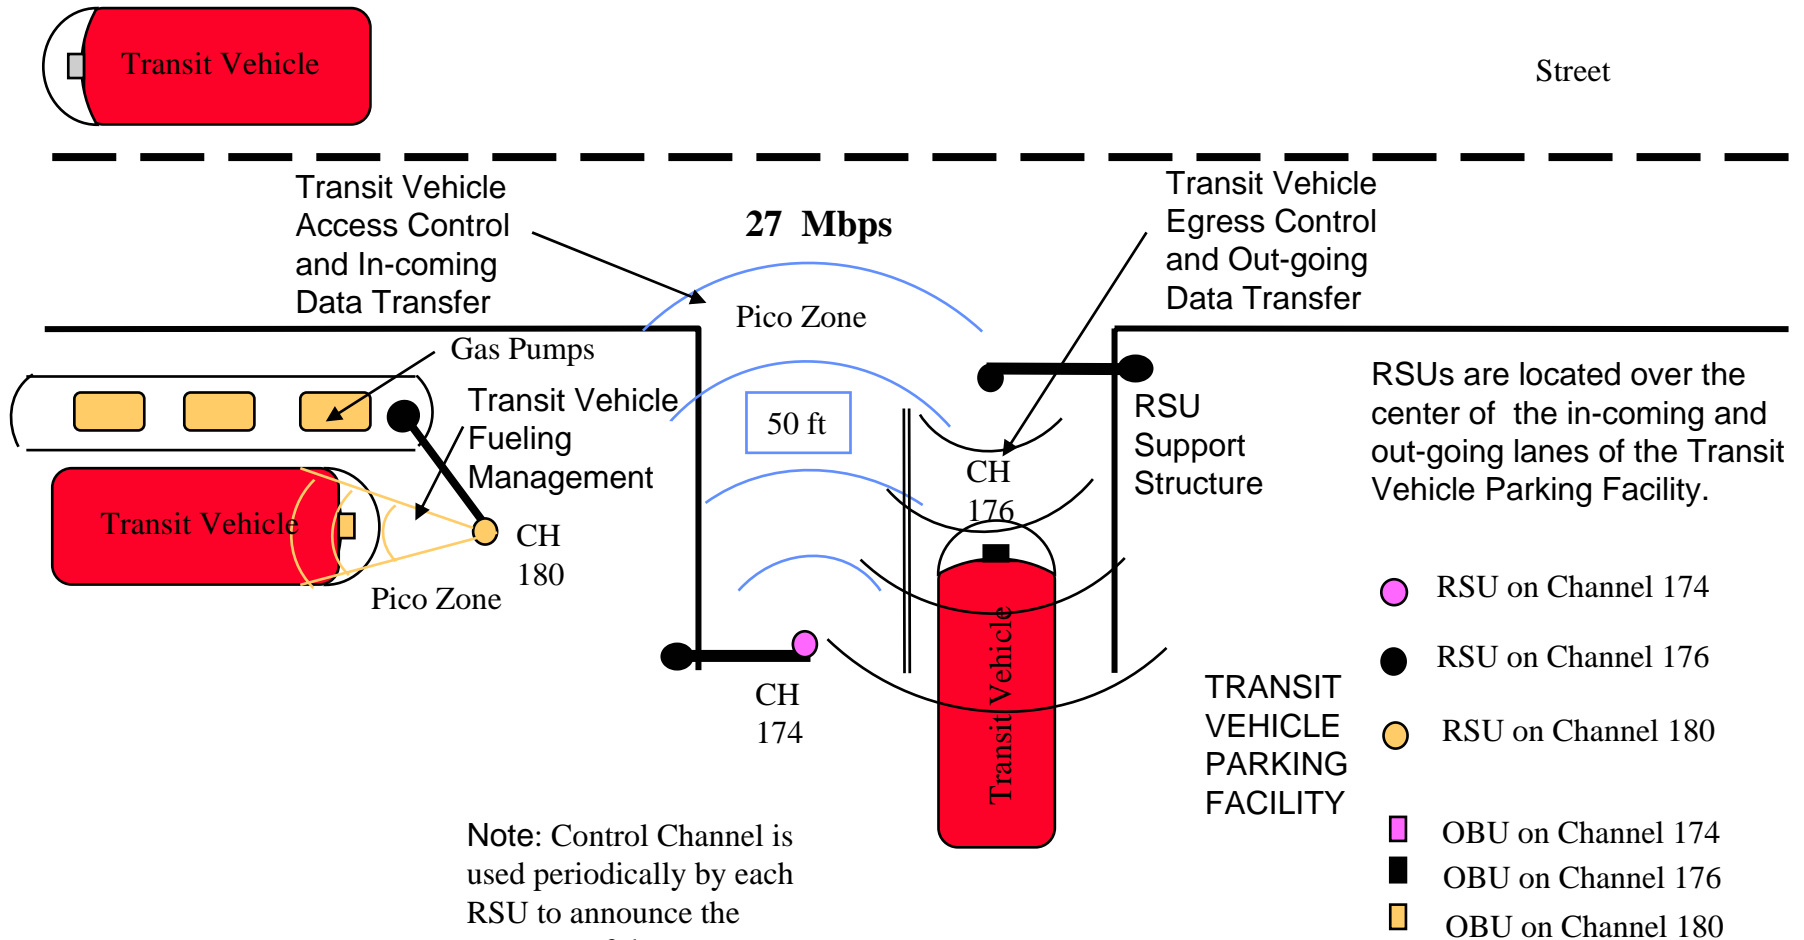 Transit Vehicle
Street
Transit Vehicle
Access Control
and In-coming
Data Transfer
27 Mbps
Transit Vehicle
Egress Control
and Out-going
Data Transfer
Pico Zone
Gas Pumps
Transit Vehicle
Fueling
Management
50 ft
RSU
Support
Structure
RSUs are located over the
center of the in-coming and
out-going lanes of the Transit
Vehicle Parking Facility.
CH
176
Transit Vehicle
CH
180
Pico Zone
Transit Vehicle
CH
174
TRANSIT
VEHICLE
PARKING
FACILITY
RSU on Channel 174
RSU on Channel 176
RSU on Channel 180
OBU on Channel 174
OBU on Channel 176
OBU on Channel 180
Note: Control Channel is
used periodically by each
RSU to announce the